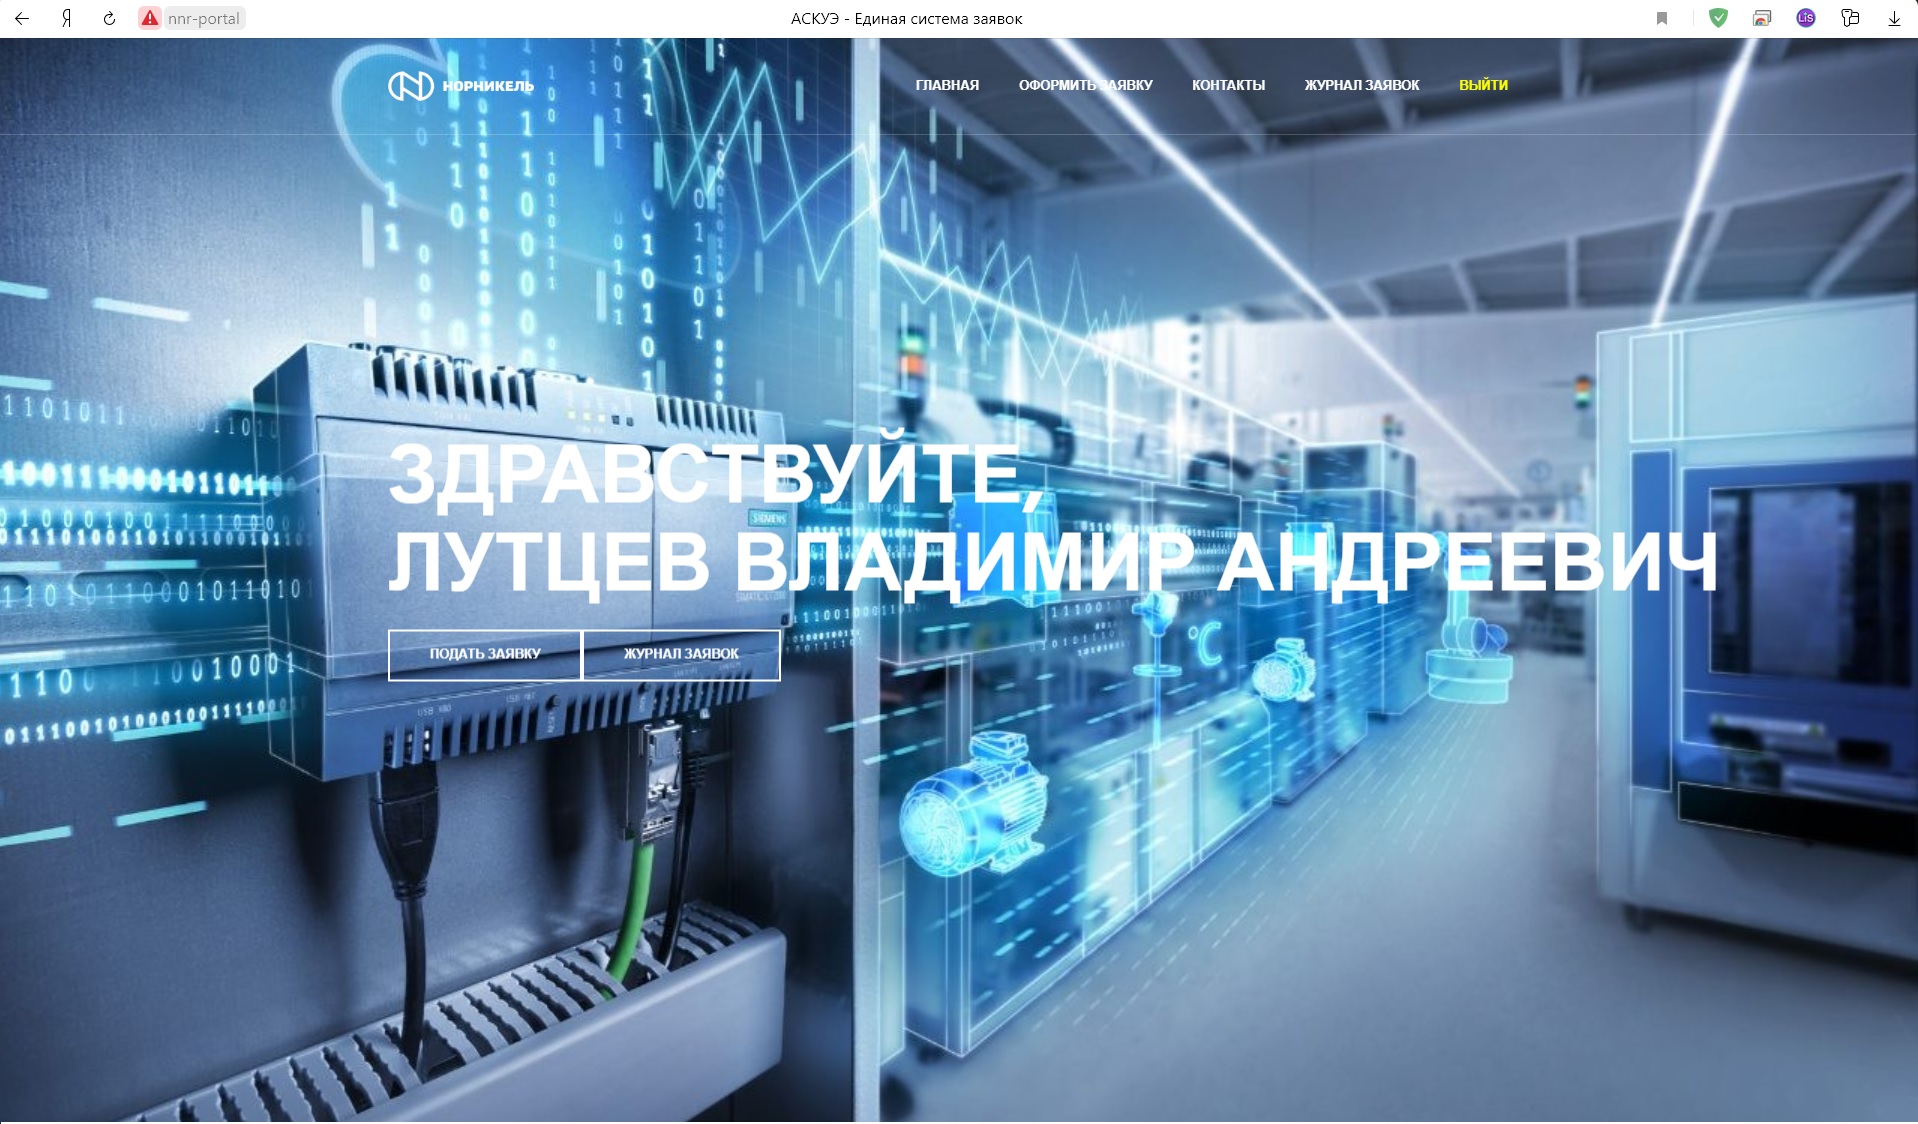 nnr-portal
АСКУЭ - Единая система заявок
НОРНИКЕЛЬ
ГЛАВНАЯ
ОФОРМИТЬ ЗАЯВКУ
КОНТАКТЫ
ЖУРНАЛ ЗАЯВОК
ВЫЙТИ
ЗДРАВСТВУЙТЕ,
ЛУТЦЕВ ВЛАДИМИР АНДРЕЕВИЧ
ПОДАТЬ ЗАЯВКУ
ЖУРНАЛ ЗАЯВОК
SIEMENS